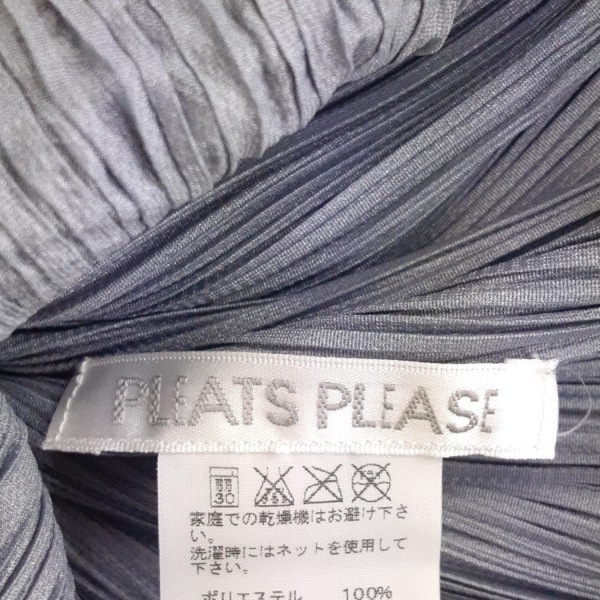 PLEATS PLEASE
弱
30
家庭での乾燥機はお避け下さ
い。
洗濯時にはネットを使用して
下さい。
ポリエステル 100%